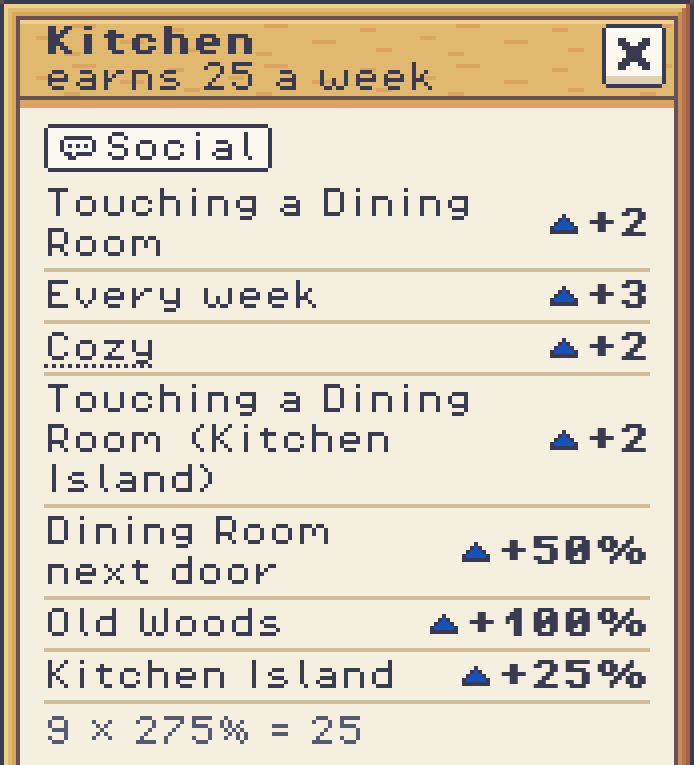 Kitchen
earns 25 a week
Social
Touching a Dining
Room
+2
Every week +3
Cozy +2
Touching a Dining
Room (Kitchen
Island)
+2
Dining Room
next door
+50%
Old Woods +100%
Kitchen Island +25%
9 × 275% = 25